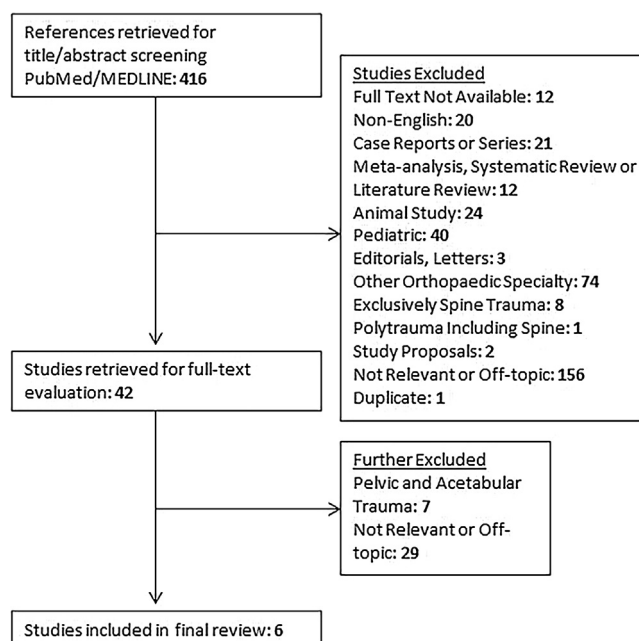 References retrieved for
title/abstract screening
PubMed/MEDLINE: 416
Studies Excluded
Full Text Not Available: 12
Non-English: 20
Case Reports or Series: 21
Meta-analysis, Systematic Review or
Literature Review: 12
Animal Study: 24
Pediatric: 40
Editorials, Letters: 3
Other Orthopaedic Specialty: 74
Exclusively Spine Trauma: 8
Polytrauma Including Spine: 1
Study Proposals: 2
Not Relevant or Off-topic: 156
Duplicate: 1
Studies retrieved for full-text
evaluation: 42
Further Excluded
Pelvic and Acetabular
Trauma: 7
Not Relevant or Off-
topic: 29
Studies included in final review: 6